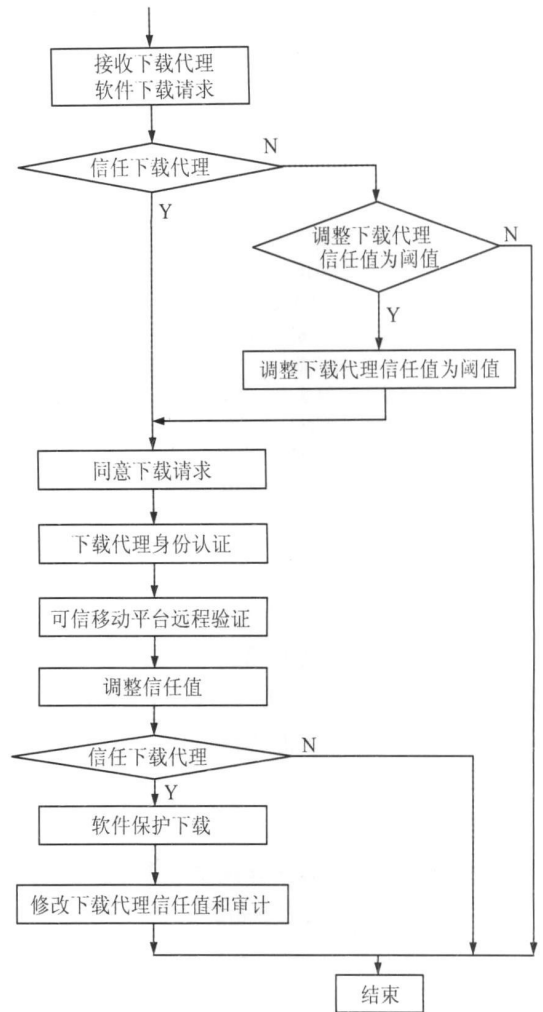 接收下载代理
软件下载请求
信任下载代理
N
Y
调整下载代理
信任值为阈值
N
Y
调整下载代理信任值为阈值
同意下载请求
下载代理身份认证
可信移动平台远程验证
调整信任值
信任下载代理
N
Y
软件保护下载
修改下载代理信任值和审计
结束